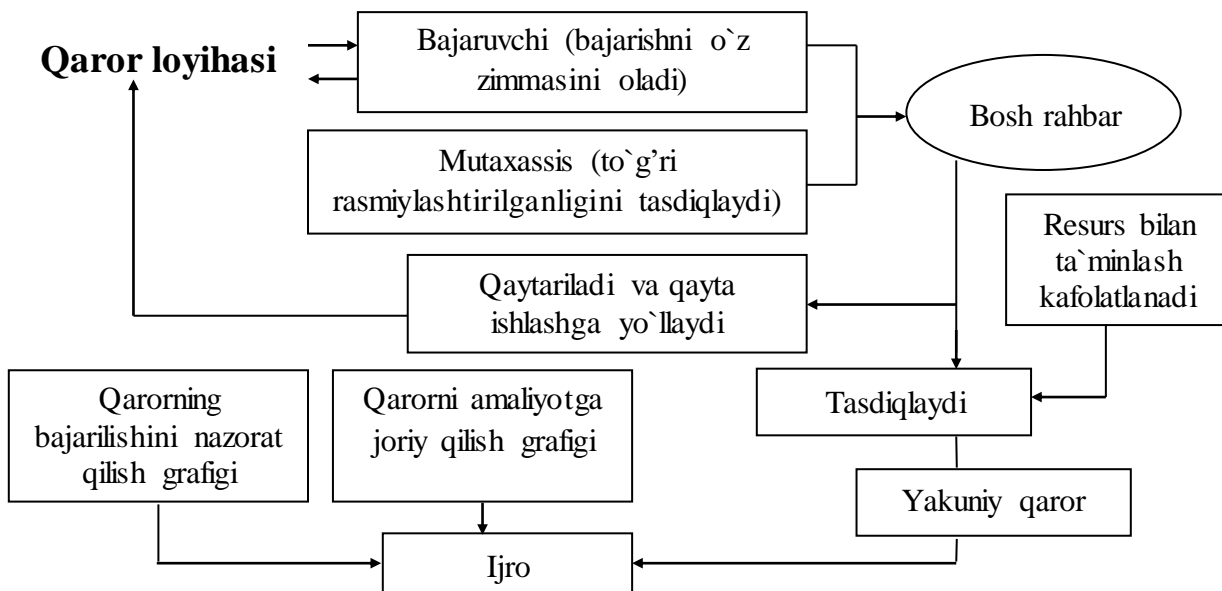 Qaror loyihasi
Bajaruvchi (bajarishni o`z
zimmasini oladi)
Bosh rahbar
Mutaxassis (to`g’ri
rasmiylashtirilganligini tasdiqlaydi)
Resurs bilan
ta`minlash
kafolatlanadi
Qaytariladi va qayta
ishlashga yo`llaydi
Qarorning
bajarilishini nazorat
qilish grafigi
Qarorni amaliyotga
joriy qilish grafigi
Tasdiqlaydi
Yakuniy qaror
Ijro